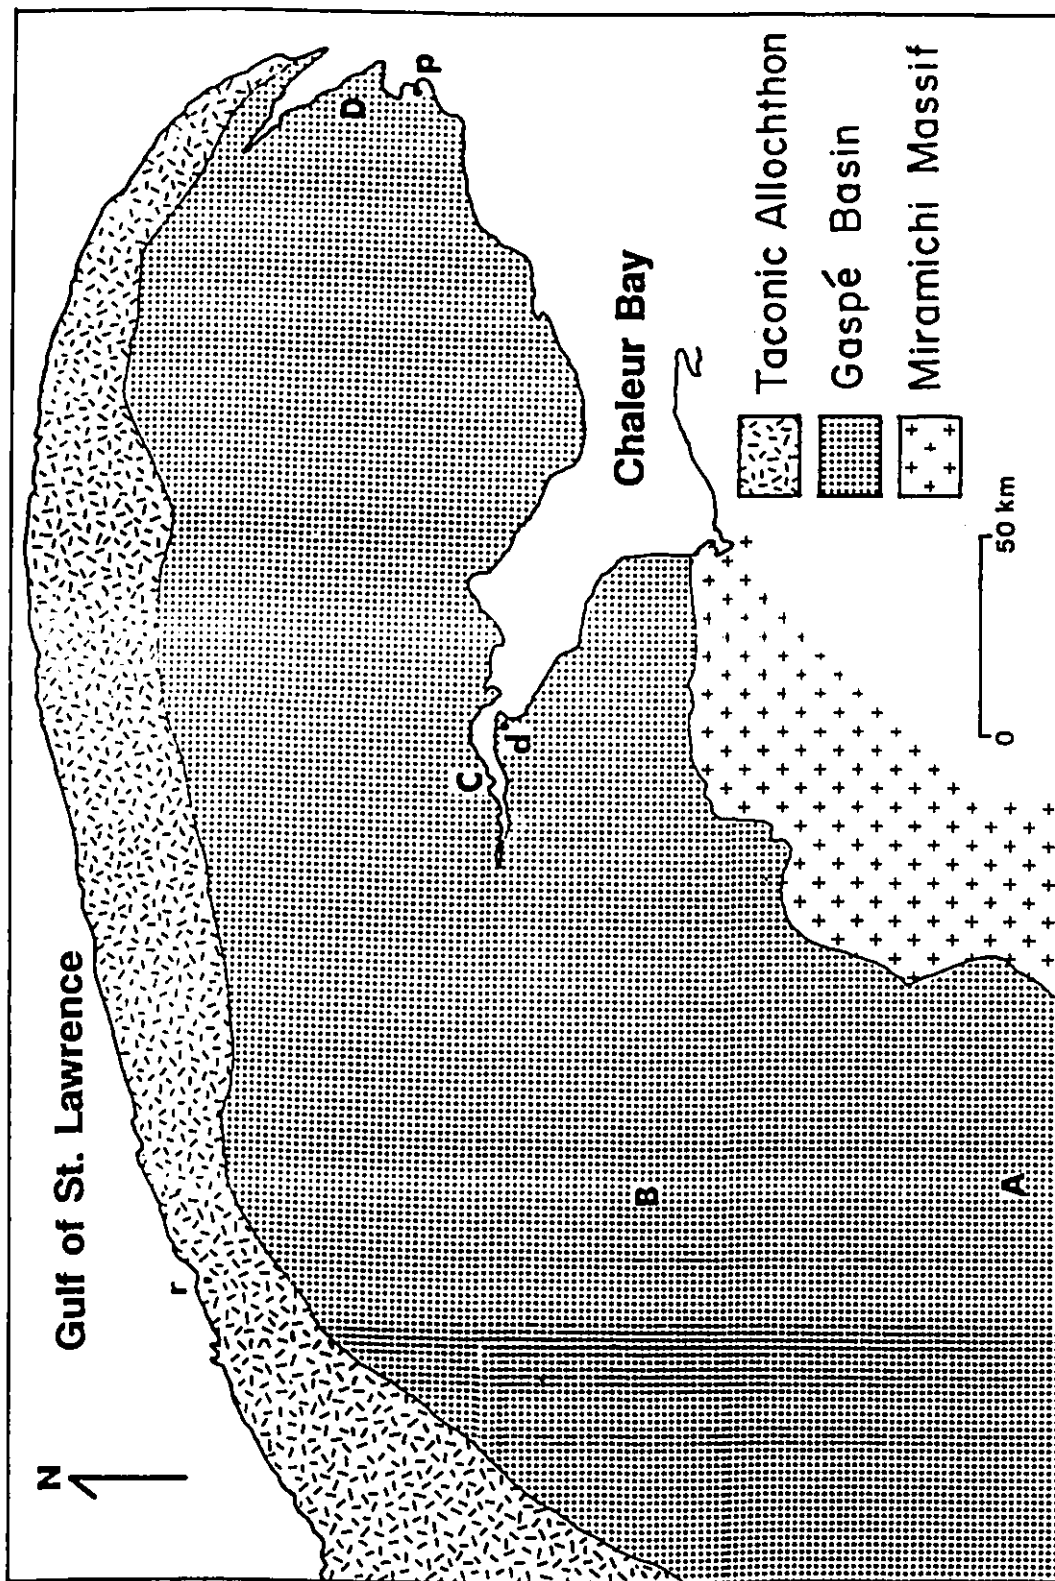 N
Gulf of St. Lawrence
r
D
p
C
d
Chaleur Bay
B
A
Taconic Allochthon
Gaspé Basin
Miramichi Massif
0 50 km